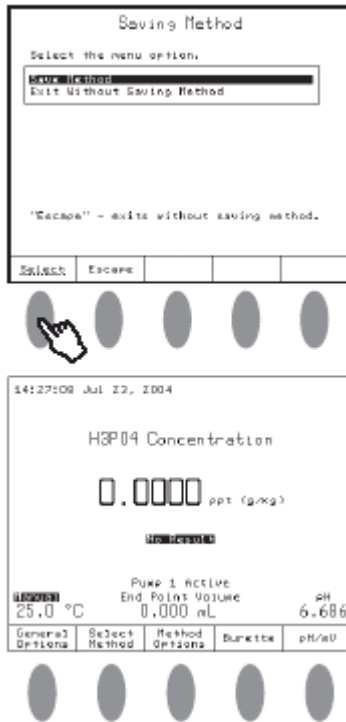 Saving Method
Select the menu option.
Save Method
Exit Without Saving Method
"Escape" - exits without saving method.
Select Escape
14:27:08 Jul 23, 2004
H3PO4 Concentration
0.0000 ppt (g/kg)
No Result
Pump 1 Active
Manual End Point Volume pH
25.0 °C 0.000 mL 6.686
General Select Method Burette pH/mV
Options Method Options